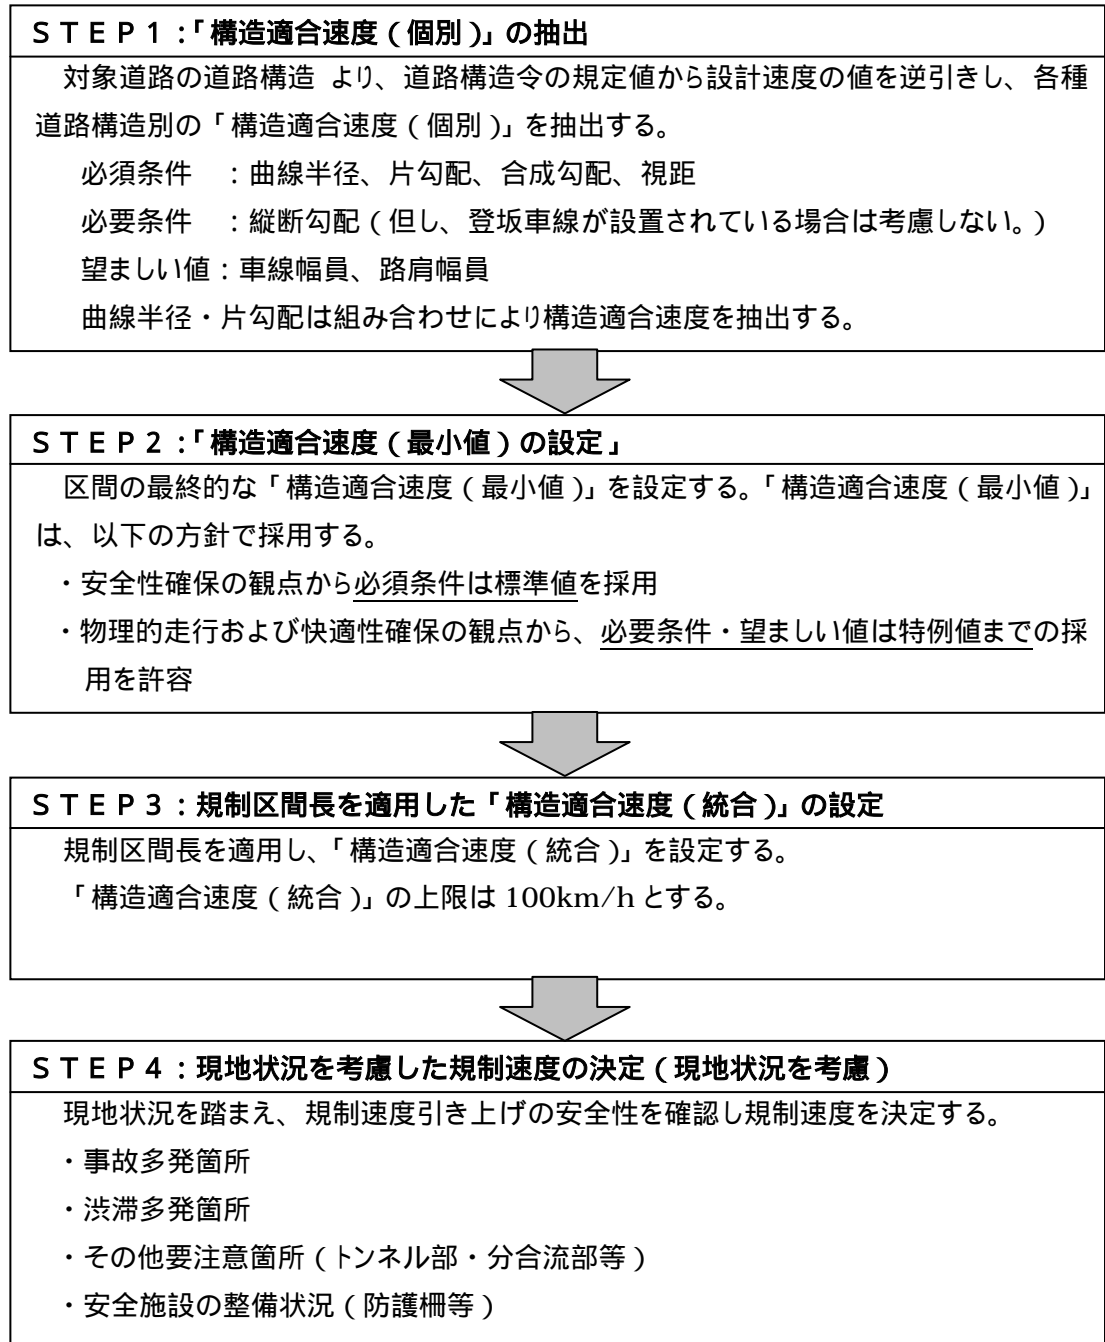 STEP1:「構造適合速度(個別)」の抽出
対象道路の道路構造 より、道路構造令の規定値から設計速度の値を逆引きし、各種
道路構造別の「構造適合速度(個別)」を抽出する。
必須条件 :曲線半径、片勾配、合成勾配、視距
必要条件 :縦断勾配(但し、登坂車線が設置されている場合は考慮しない。)
望ましい値:車線幅員、路肩幅員
曲線半径・片勾配は組み合わせにより構造適合速度を抽出する。
STEP2:「構造適合速度(最小値)の設定」
区間の最終的な「構造適合速度(最小値)」を設定する。「構造適合速度(最小値)」
は、以下の方針で採用する。
・安全性確保の観点から必須条件は標準値を採用
・物理的走行および快適性確保の観点から、必要条件・望ましい値は特例値までの採
用を許容
STEP3:規制区間長を適用した「構造適合速度(統合)」の設定
規制区間長を適用し、「構造適合速度(統合)」を設定する。
「構造適合速度(統合)」の上限は100km/hとする。
STEP4:現地状況を考慮した規制速度の決定(現地状況を考慮)
現地状況を踏まえ、規制速度引き上げの安全性を確認し規制速度を決定する。
・事故多発箇所
・渋滞多発箇所
・その他要注意箇所(トンネル部・分合流部等)
・安全施設の整備状況(防護柵等)